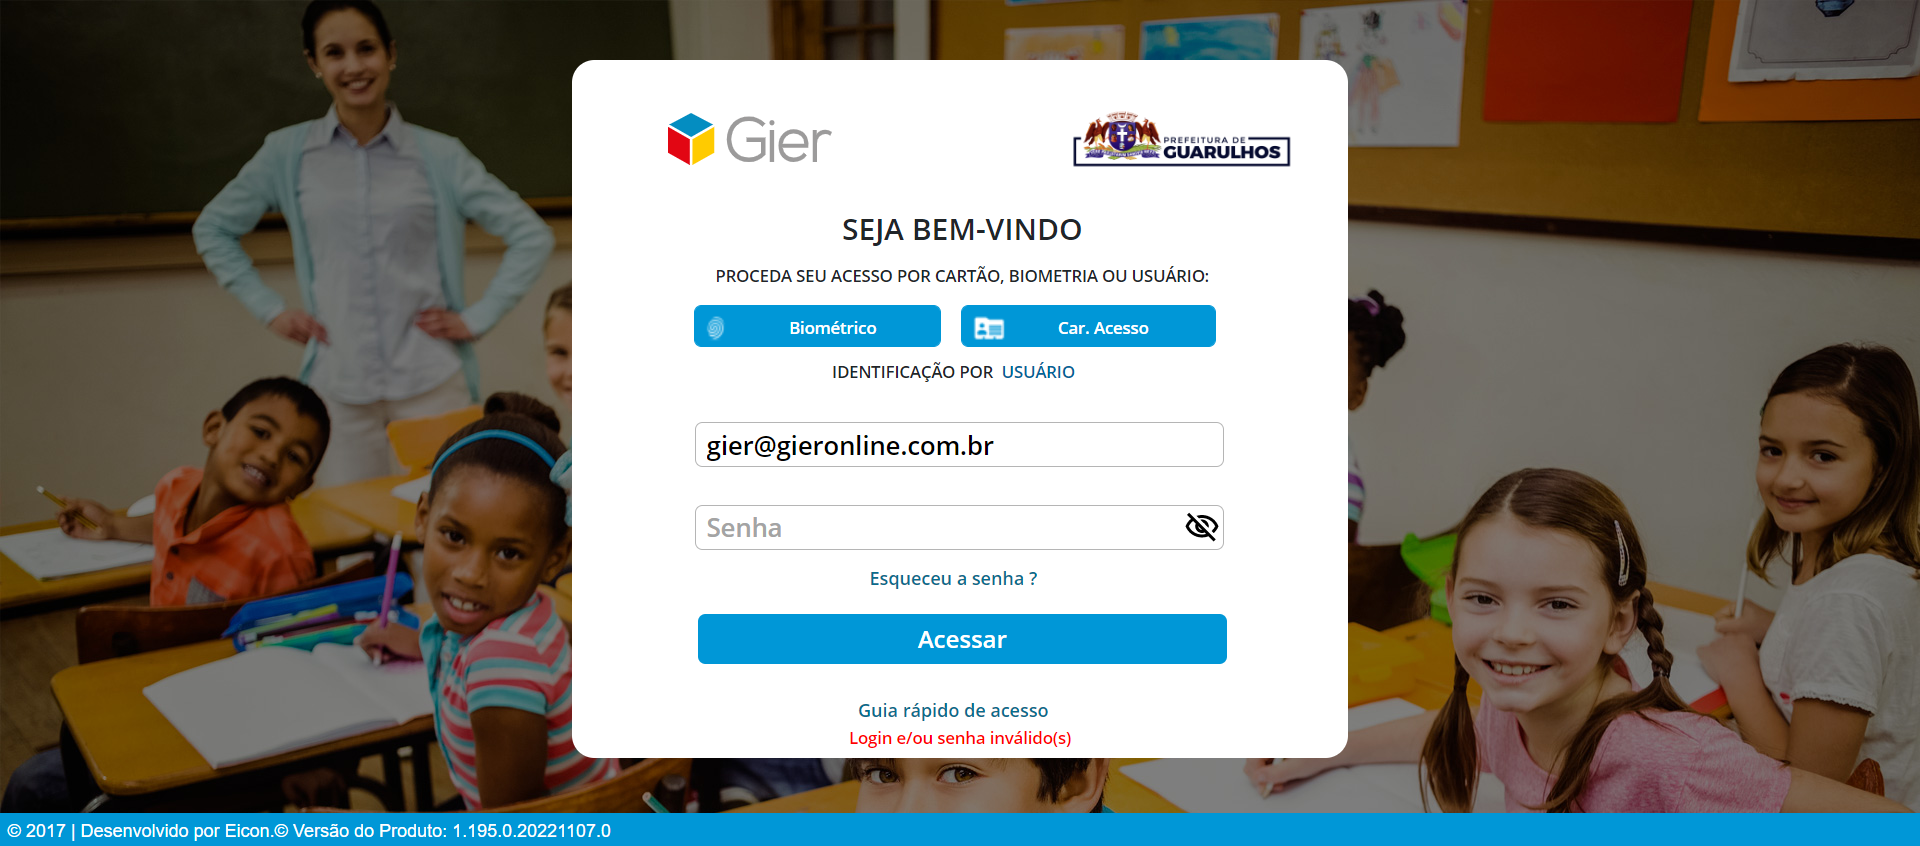 Gier
PREFEITURA DE
GUARULHOS
SEJA BEM-VINDO
PROCEDA SEU ACESSO POR CARTÃO, BIOMETRIA OU USUÁRIO:
Biométrico
Car. Acesso
IDENTIFICAÇÃO POR USUÁRIO
gier@gieronline.com.br
Senha
Esqueceu a senha ?
Acessar
Guia rápido de acesso
Login e/ou senha inválido(s)
© 2017 | Desenvolvido por Eicon.© Versão do Produto: 1.195.0.20221107.0